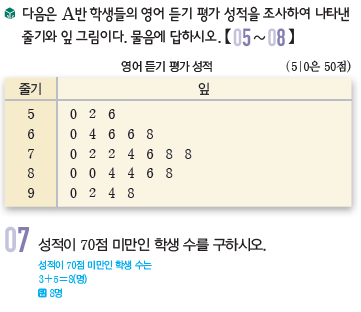 다음은 A반 학생들의 영어 듣기 평가 성적을 조사하여 나타낸
줄기와 잎 그림이다. 물음에 답하시오.【05~08】
영어 듣기 평가 성적
(5|0은 50점)
줄기 잎
5 0 2 6
6 0 4 6 6 8
7 0 2 2 4 6 8 8
8 0 0 4 4 6 8
9 0 2 4 8
07 성적이 70점 미만인 학생 수를 구하시오.
성적이 70점 미만인 학생 수는
3+5=8(명)
답 8명